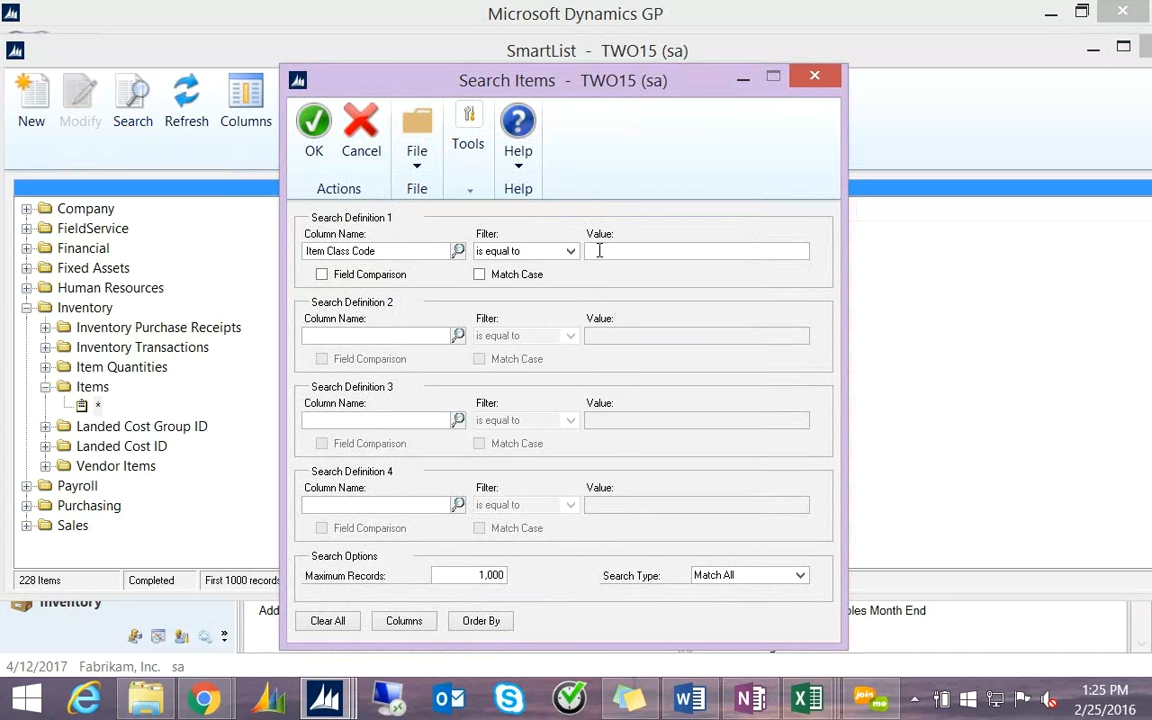 Microsoft Dynamics GP
SmartList - TWO15 (sa)
Search Items - TWO15 (sa)
New
Modify
Search
Refresh
Columns
OK
Cancel
File
Tools
Help
Actions
File
Help
Company
FieldService
Financial
Fixed Assets
Human Resources
Inventory
Inventory Purchase Receipts
Inventory Transactions
Item Quantities
Items
*
Landed Cost Group ID
Landed Cost ID
Vendor Items
Payroll
Purchasing
Sales
228 Items
Completed
First 1000 records
Search Definition 1
Column Name: Filter: Value:
Item Class Code is equal to
Field Comparison Match Case
Search Definition 2
Column Name: Filter: Value:
is equal to
Field Comparison Match Case
Search Definition 3
Column Name: Filter: Value:
is equal to
Field Comparison Match Case
Search Definition 4
Column Name: Filter: Value:
is equal to
Field Comparison Match Case
Search Options
Maximum Records: 1,000 Search Type: Match All
Clear All Columns Order By
Inventory
Add
les Month End
4/12/2017 Fabrikam, Inc. sa
join me
1:25 PM
2/25/2016